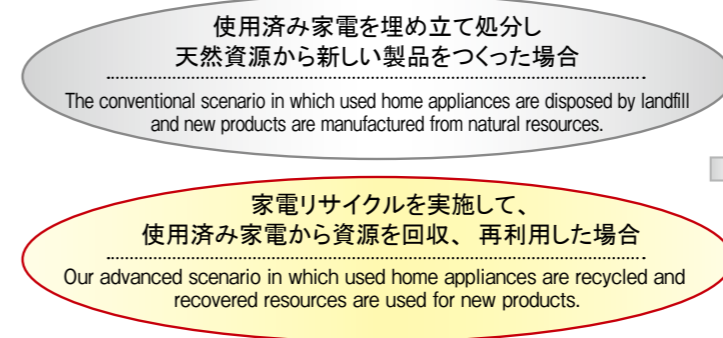 使用済み家電を埋め立て処分し
天然資源から新しい製品をつくった場合
The conventional scenario in which used home appliances are disposed by landfill
and new products are manufactured from natural resources.
家電リサイクルを実施して、
使用済み家電から資源を回収、再利用した場合
Our advanced scenario in which used home appliances are recycled and
recovered resources are used for new products.